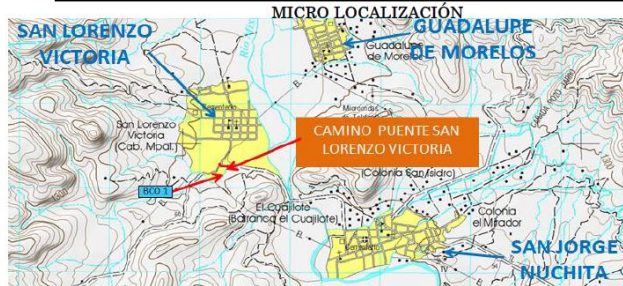 MICRO LOCALIZACIÓN
SAN LORENZO
VICTORIA
GUADALUPE
DE MORELOS
Guadalupe
de Morelos
San Lorenzo
Victoria
(Cab. Mpal.)
CAMINO PUENTE SAN
LORENZO VICTORIA
(Colonia San Isidro)
BCO 1
El Cuajilote
(Barranca el Cuajilote)
Colonia
el Mirador
SAN JORGE
NUCHITA